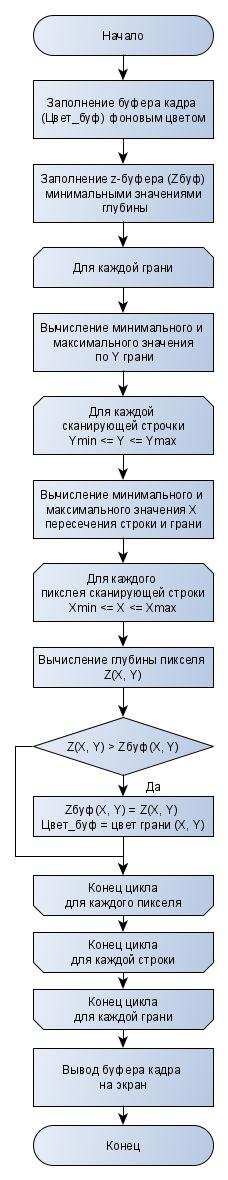 Начало
Заполнение буфера кадра
(Цвет_буф) фоновым цветом
Заполнение z-буфера (Zбуф)
минимальными значениями
глубины
Для каждой грани
Вычисление минимального и
максимального значения
по Y грани
Для каждой
сканирующей строчки
Ymin <= Y <= Ymax
Вычисление минимального и
максимального значения X
пересечения строки и грани
Для каждого
пикслея сканирующей строки
Xmin <= X <= Xmax
Вычисление глубины пикселя
Z(X, Y)
Z(X, Y) > Zбуф(X, Y)
Да
Zбуф(X, Y) = Z(X, Y)
Цвет_буф = цвет грани (X, Y)
Конец цикла
для каждого пикселя
Конец цикла
для каждой строки
Конец цикла
для каждой грани
Вывод буфера кадра
на экран
Конец